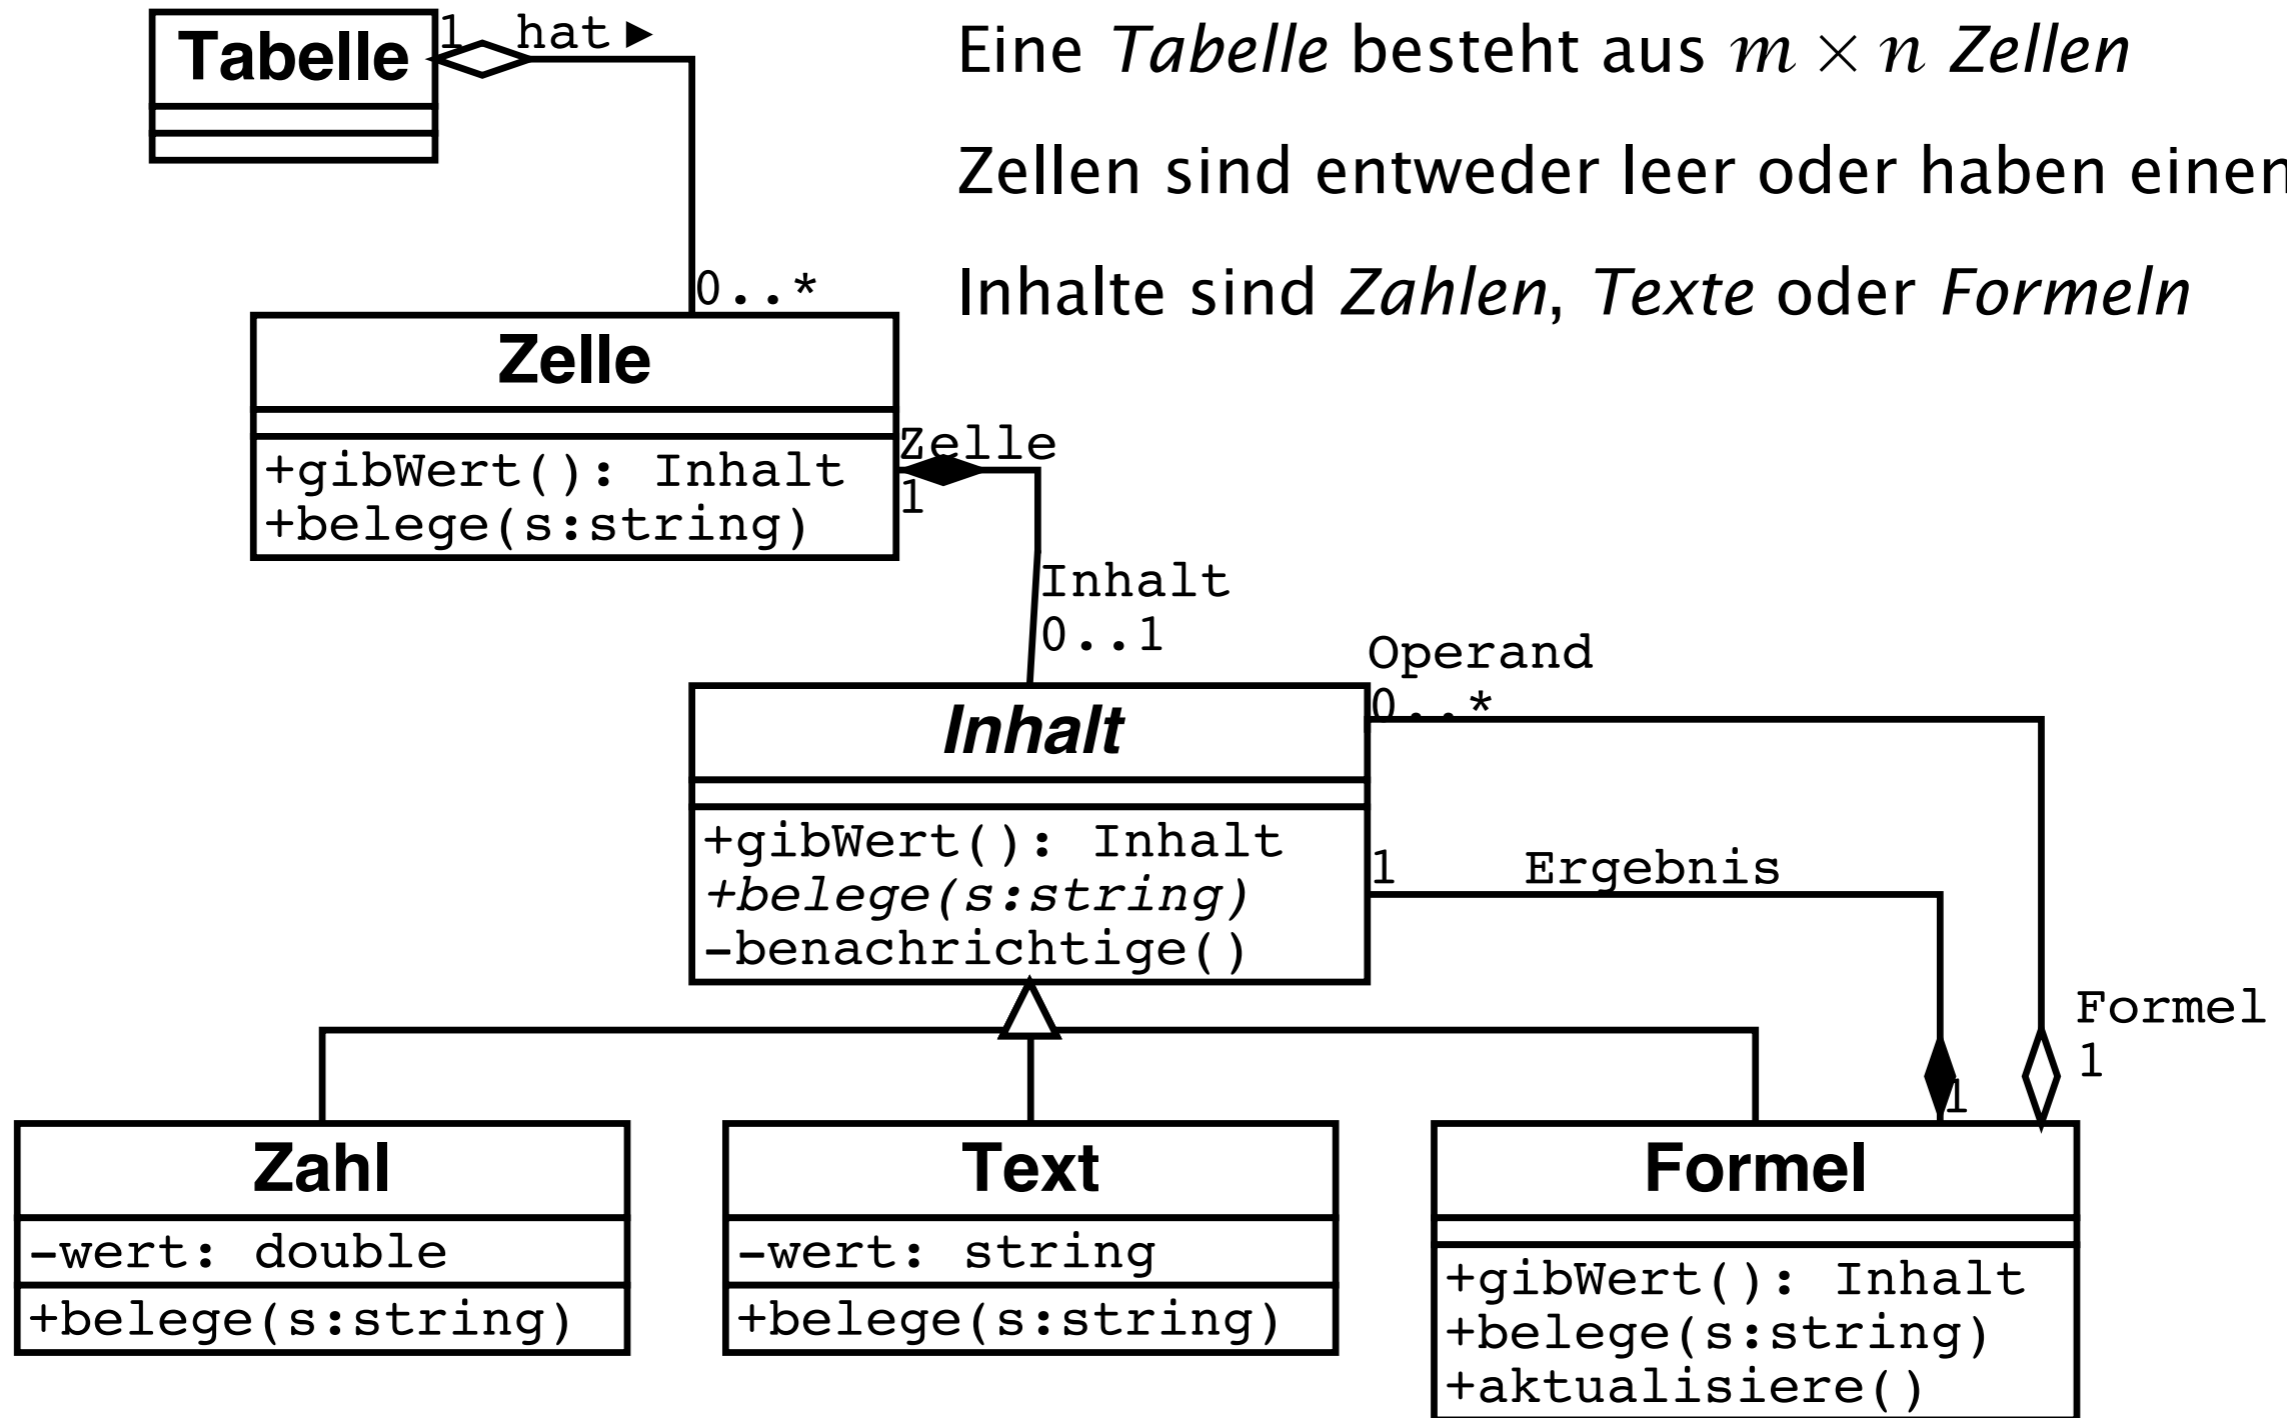 Tabelle
1 hat ►
0..*
Eine Tabelle besteht aus m × n Zellen
Zellen sind entweder leer oder haben einen
Inhalte sind Zahlen, Texte oder Formeln
Zelle
+gibWert(): Inhalt
+belege(s:string)
Zelle
1
Inhalt
0..1
Inhalt
+gibWert(): Inhalt
+belege(s:string)
-benachrichtige()
Operand
0..*
1 Ergebnis
1
Formel
1
Zahl
-wert: double
+belege(s:string)
Text
-wert: string
+belege(s:string)
Formel
+gibWert(): Inhalt
+belege(s:string)
+aktualisiere()